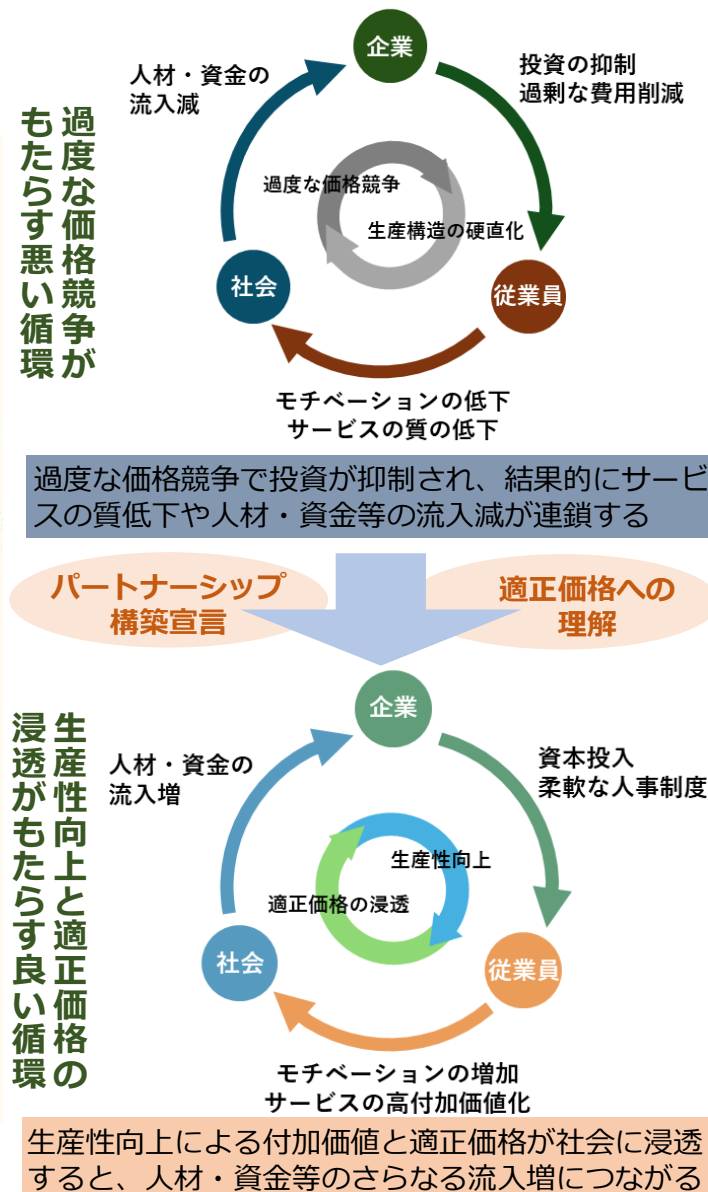 過度な価格競争が
もたらす悪い循環
企業
人材・資金の
流入減
投資の抑制
過剰な費用削減
過度な価格競争
生産構造の硬直化
社会
従業員
モチベーションの低下
サービスの質の低下
過度な価格競争で投資が抑制され、結果的にサービ
スの質低下や人材・資金等の流入減が連鎖する
パートナーシップ
構築宣言
適正価格への
理解
生産性向上と適正価格の
浸透がもたらす良い循環
企業
人材・資金の
流入増
資本投入
柔軟な人事制度
生産性向上
適正価格の浸透
社会
従業員
モチベーションの増加
サービスの高付加価値化
生産性向上による付加価値と適正価格が社会に浸透
すると、人材・資金等のさらなる流入増につながる